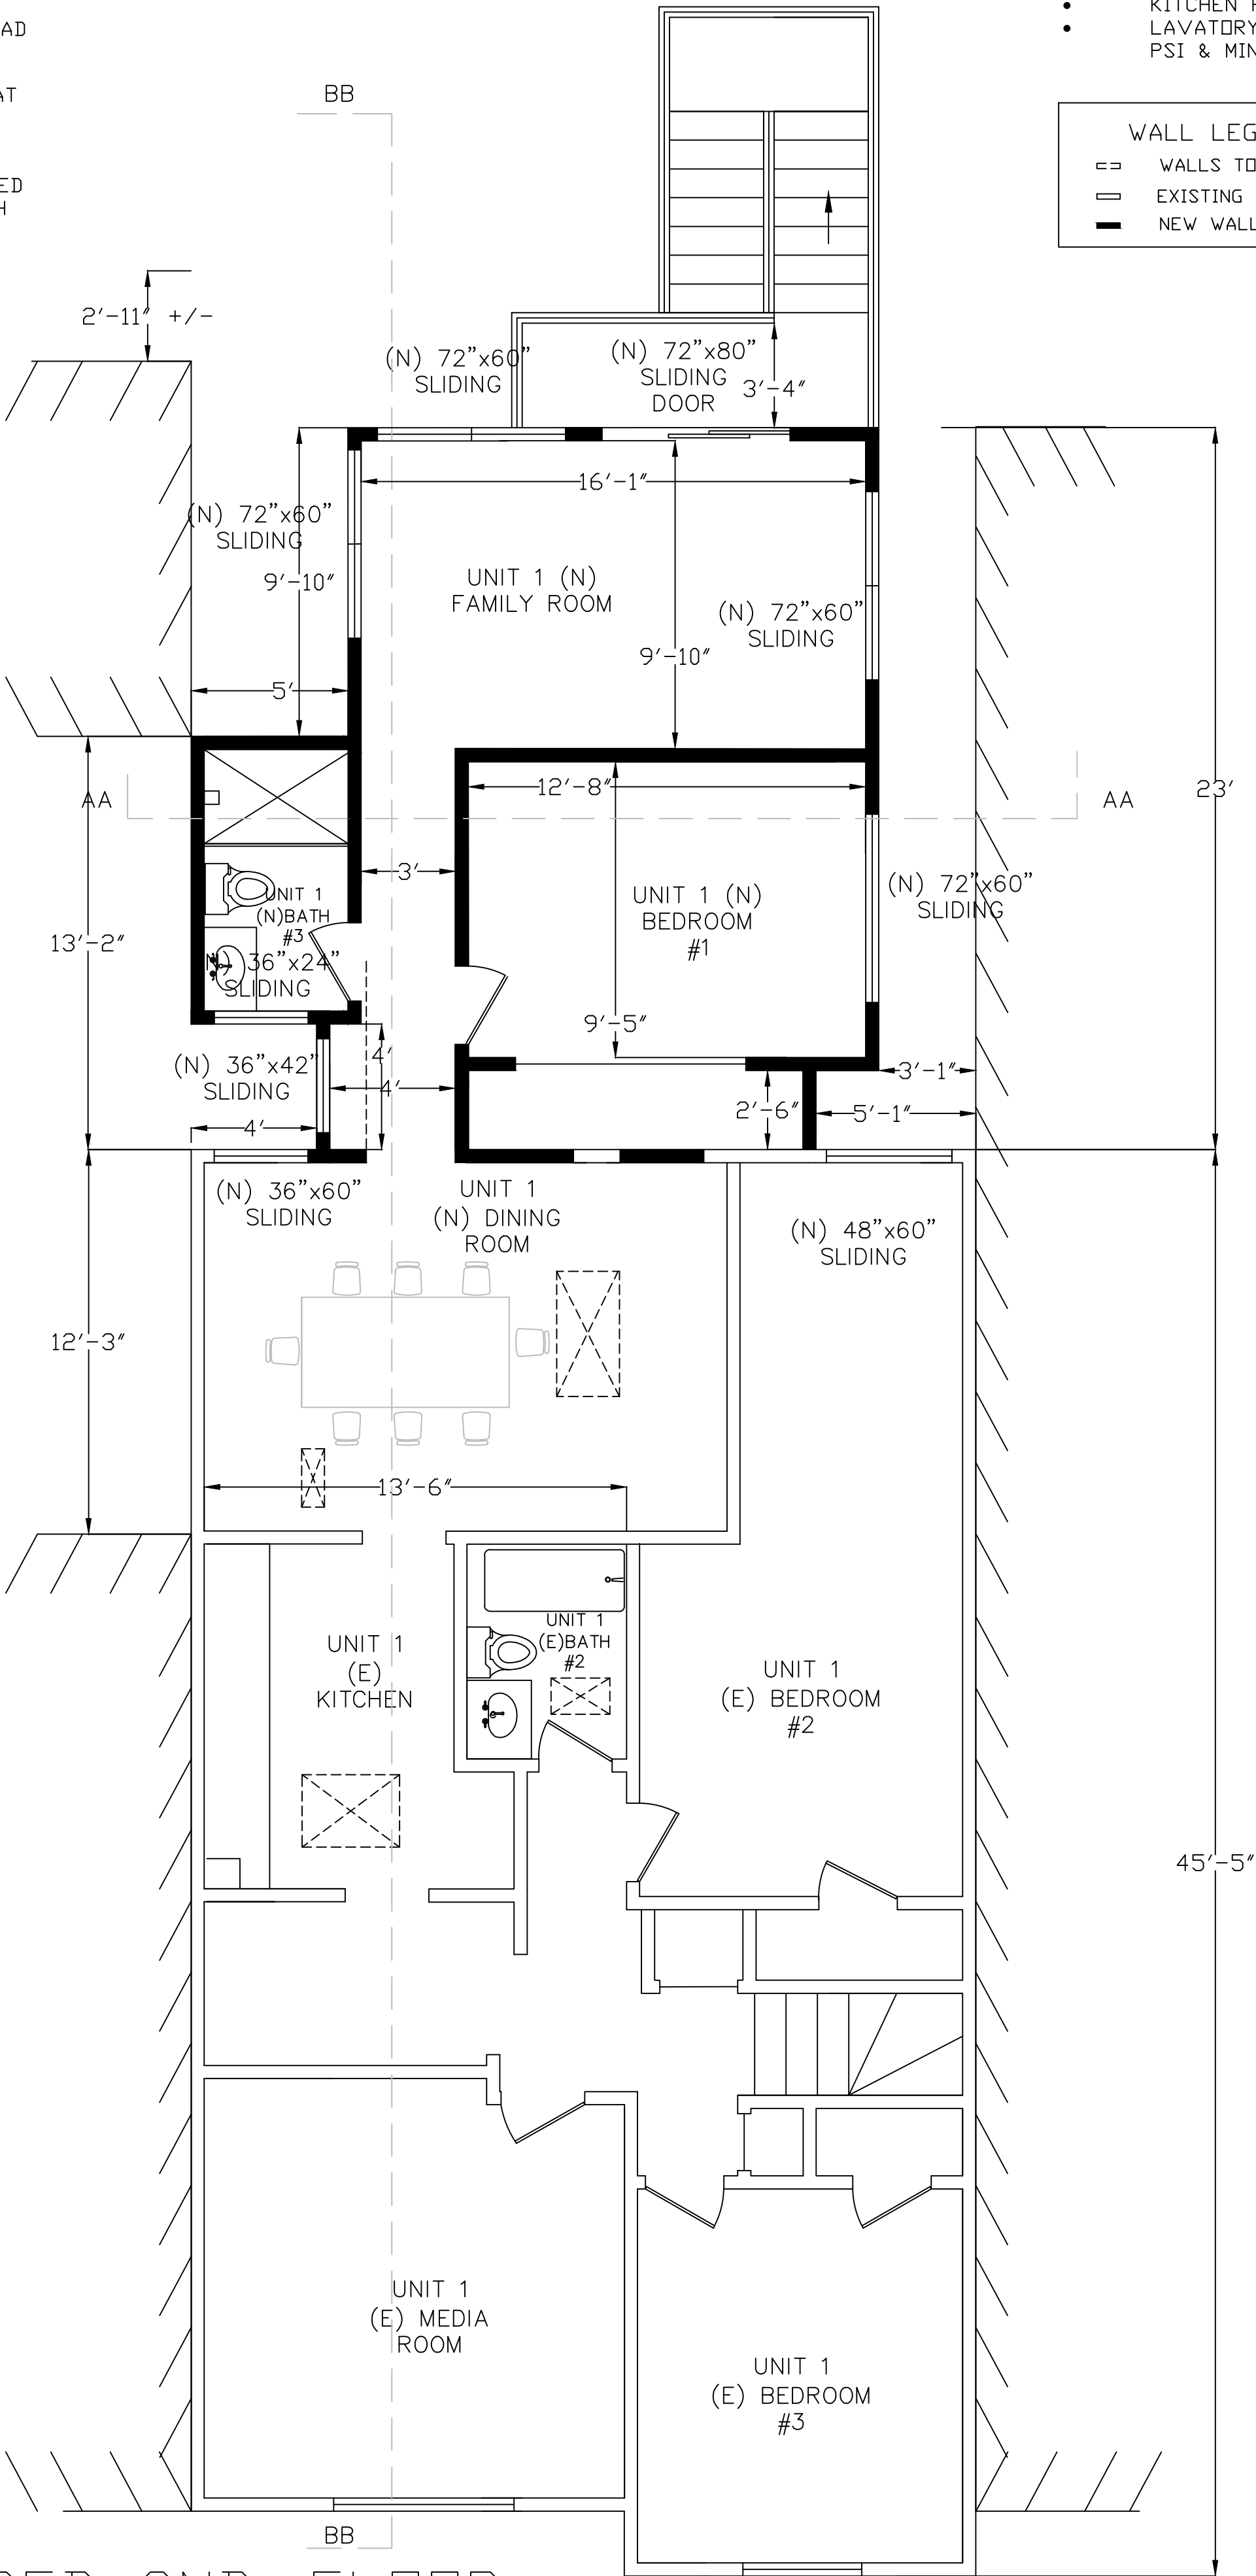 KITCHEN
LAVATORY
PSI & MIN
AD
AT
ED
H
BB
WALL LEG
WALLS TO
EXISTING
NEW WALL
2'-11" +/-
(N) 72"x60"
SLIDING
(N) 72"x80"
SLIDING
DOOR
3'-4"
16'-1"
(N) 72"x60"
SLIDING
9'-10"
UNIT 1 (N)
FAMILY ROOM
(N) 72"x60"
SLIDING
9'-10"
5'
AA
12'-8"
AA
23'
3'
UNIT 1
(N)BATH
#3
UNIT 1 (N)
BEDROOM
#1
(N) 72"x60"
SLIDING
13'-2"
(N) 36"x24"
SLIDING
9'-5"
(N) 36"x42"
SLIDING
4'
4'
4'
3'-1"
2'-6"
5'-1"
(N) 36"x60"
SLIDING
UNIT 1
(N) DINING
ROOM
(N) 48"x60"
SLIDING
12'-3"
13'-6"
UNIT 1
(E)
KITCHEN
UNIT 1
(E)BATH
#2
UNIT 1
(E) BEDROOM
#2
45'-5"
UNIT 1
(E) MEDIA
ROOM
UNIT 1
(E) BEDROOM
#3
BB